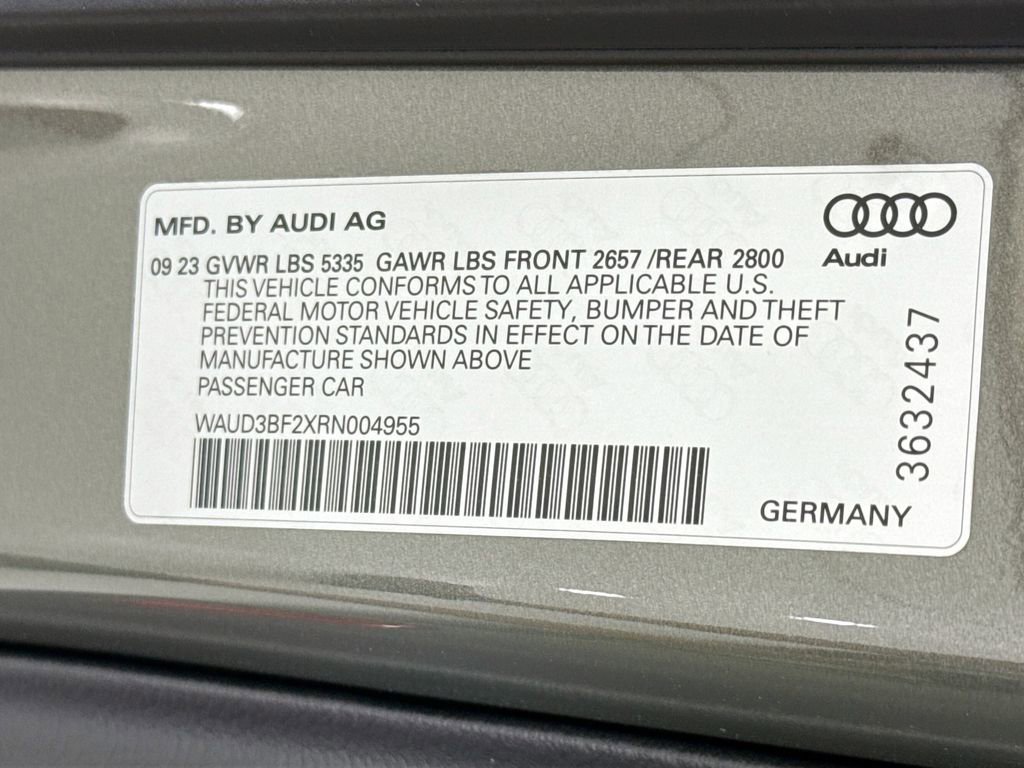 MFD. BY AUDI AG
Audi
09 23 GVWR LBS 5335 GAWR LBS FRONT 2657 /REAR 2800
THIS VEHICLE CONFORMS TO ALL APPLICABLE U.S.
FEDERAL MOTOR VEHICLE SAFETY, BUMPER AND THEFT
PREVENTION STANDARDS IN EFFECT ON THE DATE OF
MANUFACTURE SHOWN ABOVE
PASSENGER CAR
WAUD3BF2XRN004955
3632437
GERMANY